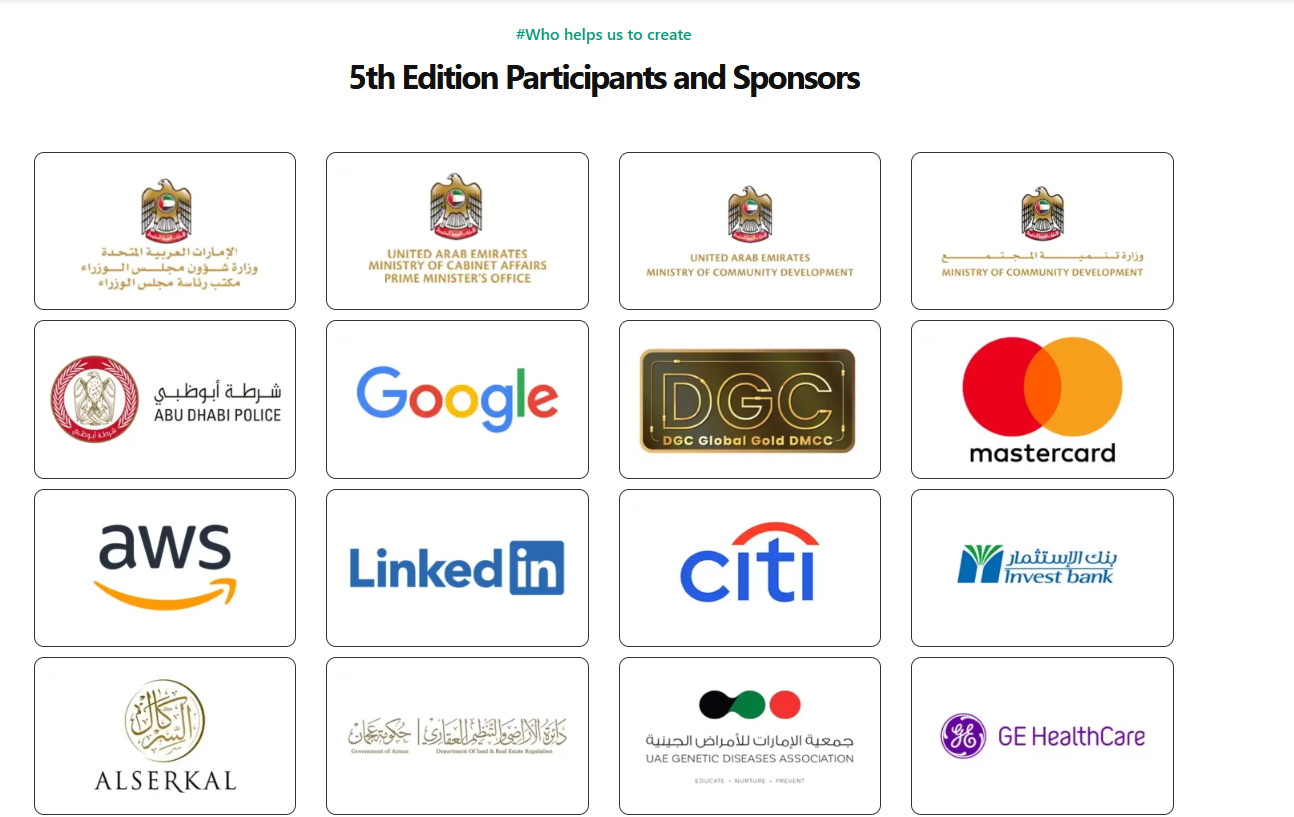 #Who helps us to create
5th Edition Participants and Sponsors
الإمارات العربية المتحدة
وزارة شؤون مجلس الوزراء
مكتب رئاسة مجلس الوزراء
UNITED ARAB EMIRATES
MINISTRY OF CABINET AFFAIRS
PRIME MINISTER'S OFFICE
UNITED ARAB EMIRATES
MINISTRY OF COMMUNITY DEVELOPMENT
وزارة تنمية المجتمع
MINISTRY OF COMMUNITY DEVELOPMENT
شرطة أبوظبي
ABU DHABI POLICE
شرطة أبوظبي
Google
DGC
DGC Global Gold DMCC
mastercard
aws
LinkedIn
citi
بنك الإستثمار
Invest bank
السركال
ALSERKAL
دائرة الأراضي والتنظيم العقاري
حكومة عجمان
Government of Ajman
Department Of land & Real Estate Regulation
جمعية الإمارات للأمراض الجينية
UAE GENETIC DISEASES ASSOCIATION
EDUCATE • NURTURE • PREVENT
GE HealthCare